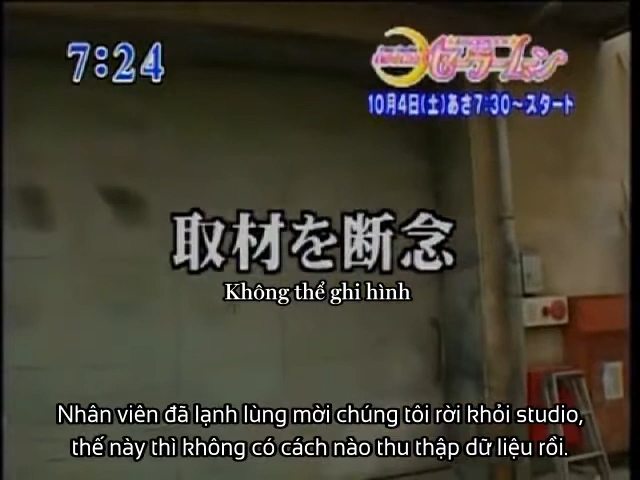 7:24
セーラームーン
10月4日(土)あさ7:30〜スタート
取材を断念
Không thể ghi hình
Nhân viên đã lạnh lùng mời chúng tôi rời khỏi studio,
thế này thì không có cách nào thu thập dữ liệu rồi.